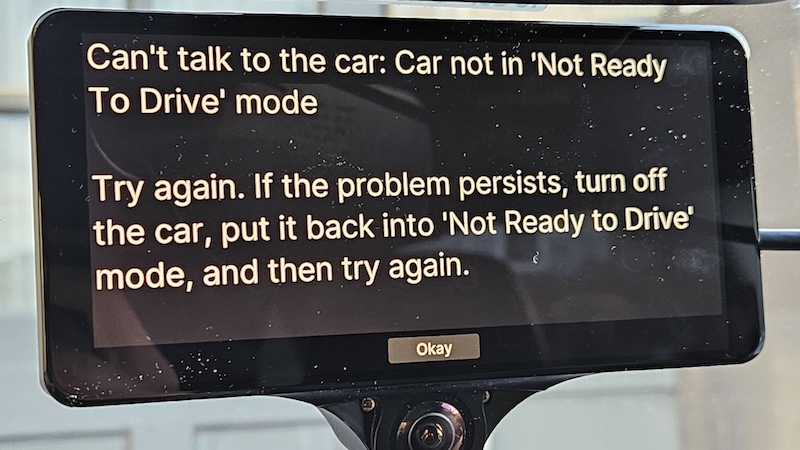 Can't talk to the car: Car not in 'Not Ready
To Drive' mode
Try again. If the problem persists, turn off
the car, put it back into 'Not Ready to Drive'
mode, and then try again.
Okay